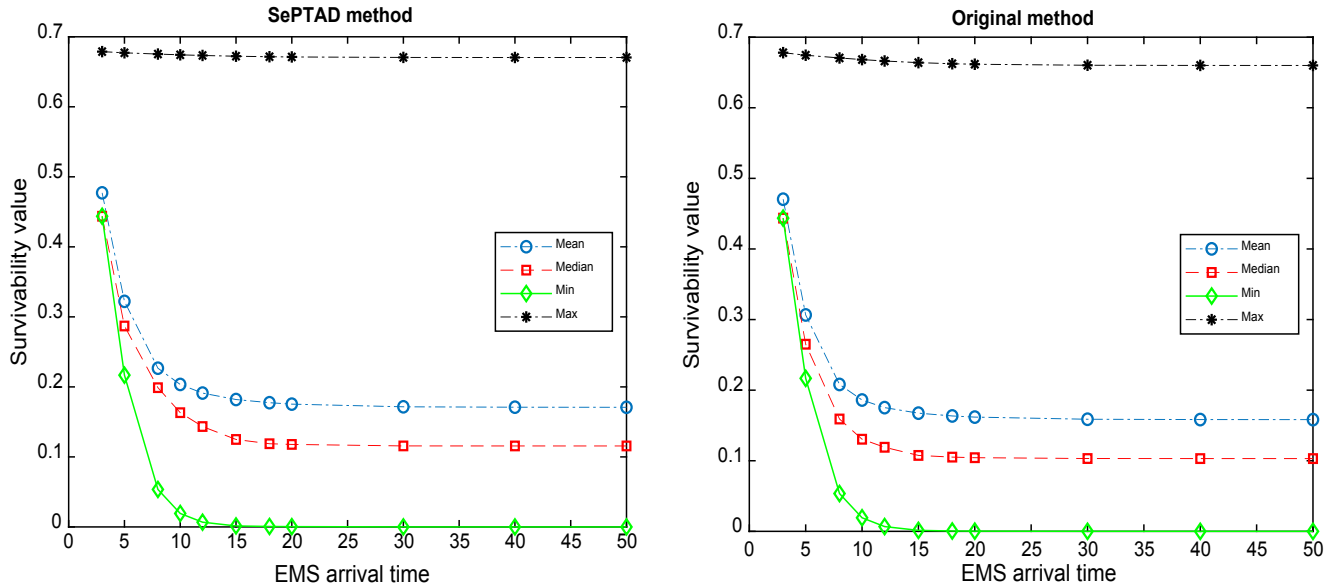 SePTAD method
0.7
0.6
0.5
0.4
0.3
0.2
0.1
0
Survivability value
Mean
Median
Min
Max
0 5 10 15 20 25 30 35 40 45 50
EMS arrival time
Original method
0.7
0.6
0.5
0.4
0.3
0.2
0.1
0
Survivability value
Mean
Median
Min
Max
0 5 10 15 20 25 30 35 40 45 50
EMS arrival time